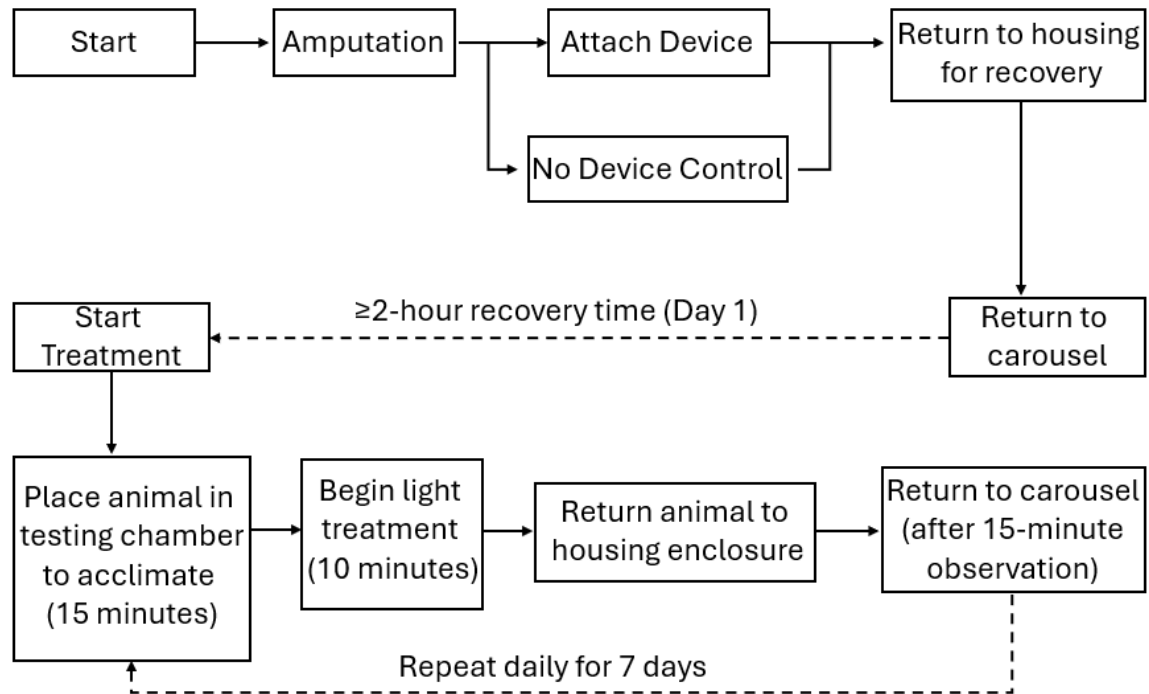 Start
Amputation
Attach Device
Return to housing
for recovery
No Device Control
≥2-hour recovery time (Day 1)
Start
Treatment
Return to
carousel
Place animal in
testing chamber
to acclimate
(15 minutes)
Begin light
treatment
(10 minutes)
Return animal to
housing enclosure
Return to carousel
(after 15-minute
observation)
Repeat daily for 7 days